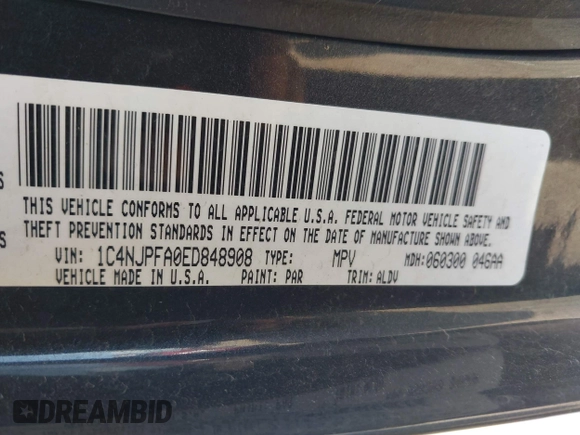 THIS VEHICLE CONFORMS TO ALL APPLICABLE U.S.A. FEDERAL MOTOR VEHICLE SAFETY AND
THEFT PREVENTION STANDARDS IN EFFECT ON THE DATE OF MANUFACTURE SHOWN ABOVE.
VIN: 1C4NJPFA0ED848908 TYPE: MPV MDH:060300 046AA
VEHICLE MADE IN U.S.A. PAINT: PAR TRIM: ALDV
DREAMBID